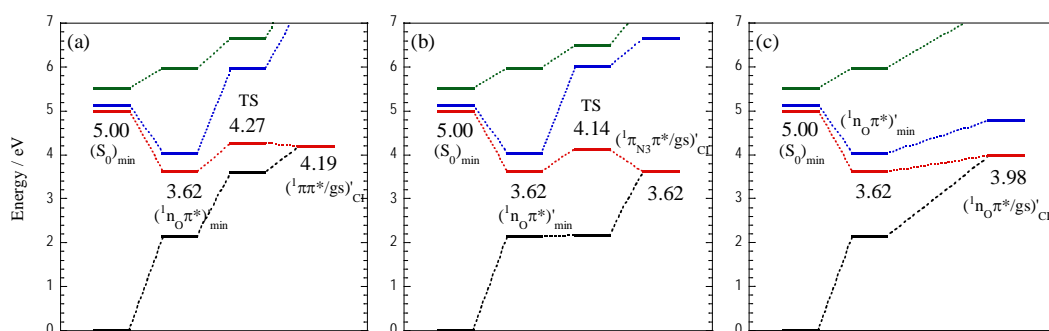 Energy / eV
7
6
5
4
3
2
1
0
(a)
TS
4.27
5.00
(S0)min
3.62
(1nOπ*)'min
4.19
(1ππ*/gs)'CI
7
6
5
4
3
2
1
0
(b)
TS
4.14
5.00
(S0)min
(1πN3π*/gs)'CI
3.62
3.62
(1nOπ*)'min
7
6
5
4
3
2
1
0
(c)
(1nOπ*)'min
5.00
(S0)min
3.62
3.98
(1nOπ*/gs)'CI